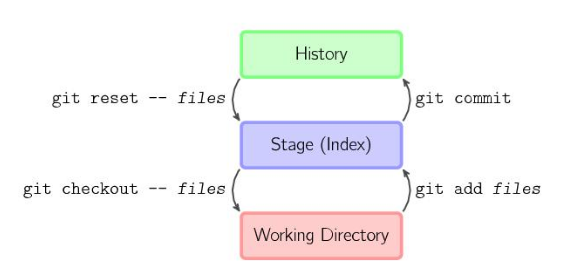 History
git reset -- files
git commit
Stage (Index)
git checkout -- files
git add files
Working Directory